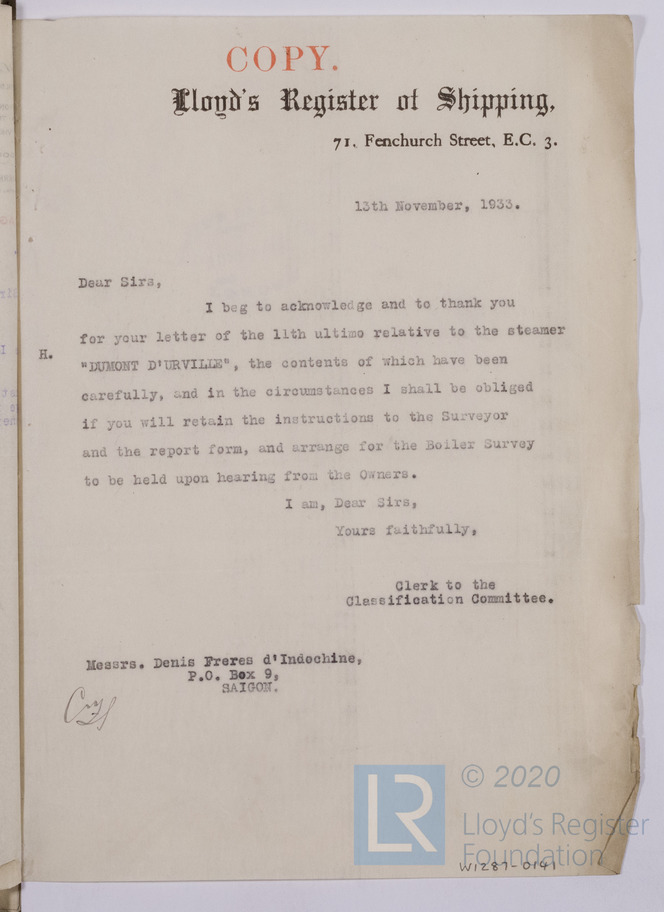 COPY.
Lloyd's Register of Shipping,
71, Fenchurch Street, E.C. 3.
13th November, 1933.
Dear Sirs,
I beg to acknowledge and to thank you
for your letter of the 11th ultimo relative to the steamer
H.
"DUMONT D'URVILLE", the contents of which have been
carefully, and in the circumstances I shall be obliged
if you will retain the instructions to the Surveyor
and the report form, and arrange for the Boiler Survey
to be held upon hearing from the Owners.
I am, Dear Sirs,
Yours faithfully,
Clerk to the
Classification Committee.
Messrs. Denis Freres d'Indochine,
P.O. Box 9,
SAIGON.
LR
© 2020
Lloyd's Register
Foundation
W1287-0141